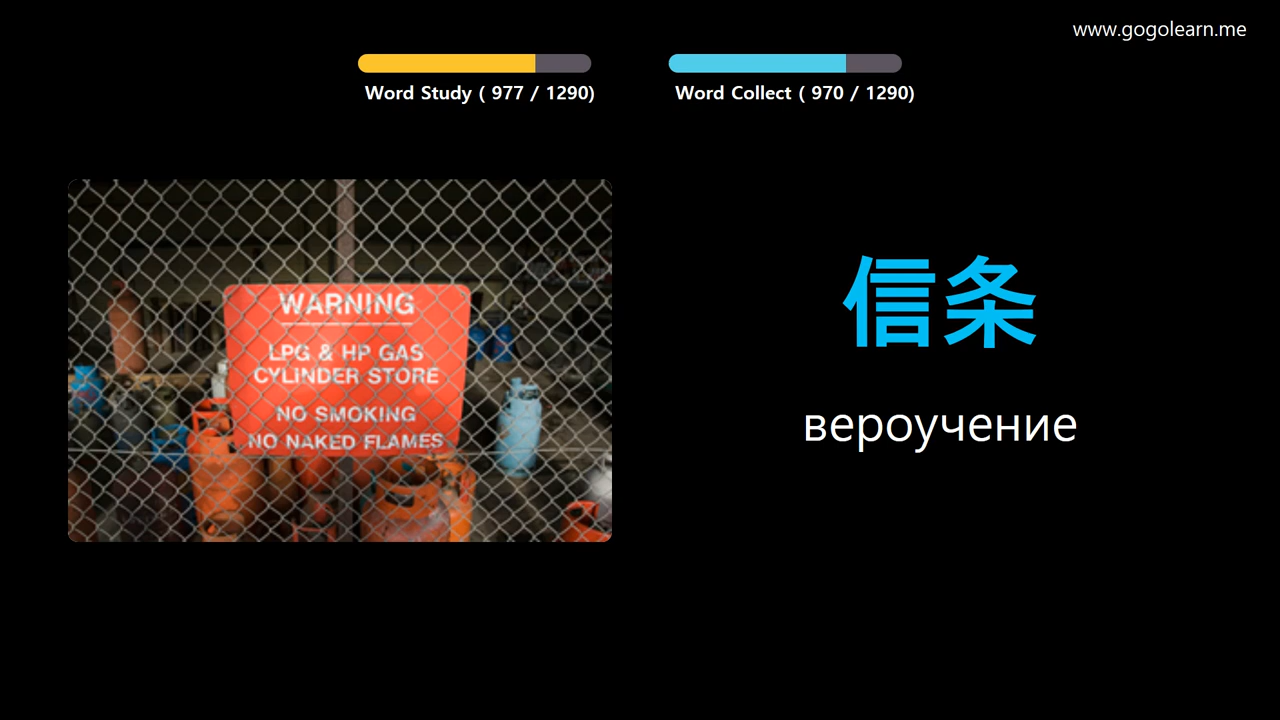 www.gogolearn.me
Word Study ( 977 / 1290)
Word Collect ( 970 / 1290)
WARNING
LPG & HP GAS
CYLINDER STORE
NO SMOKING
NO NAKED FLAMES
信条
вероучение